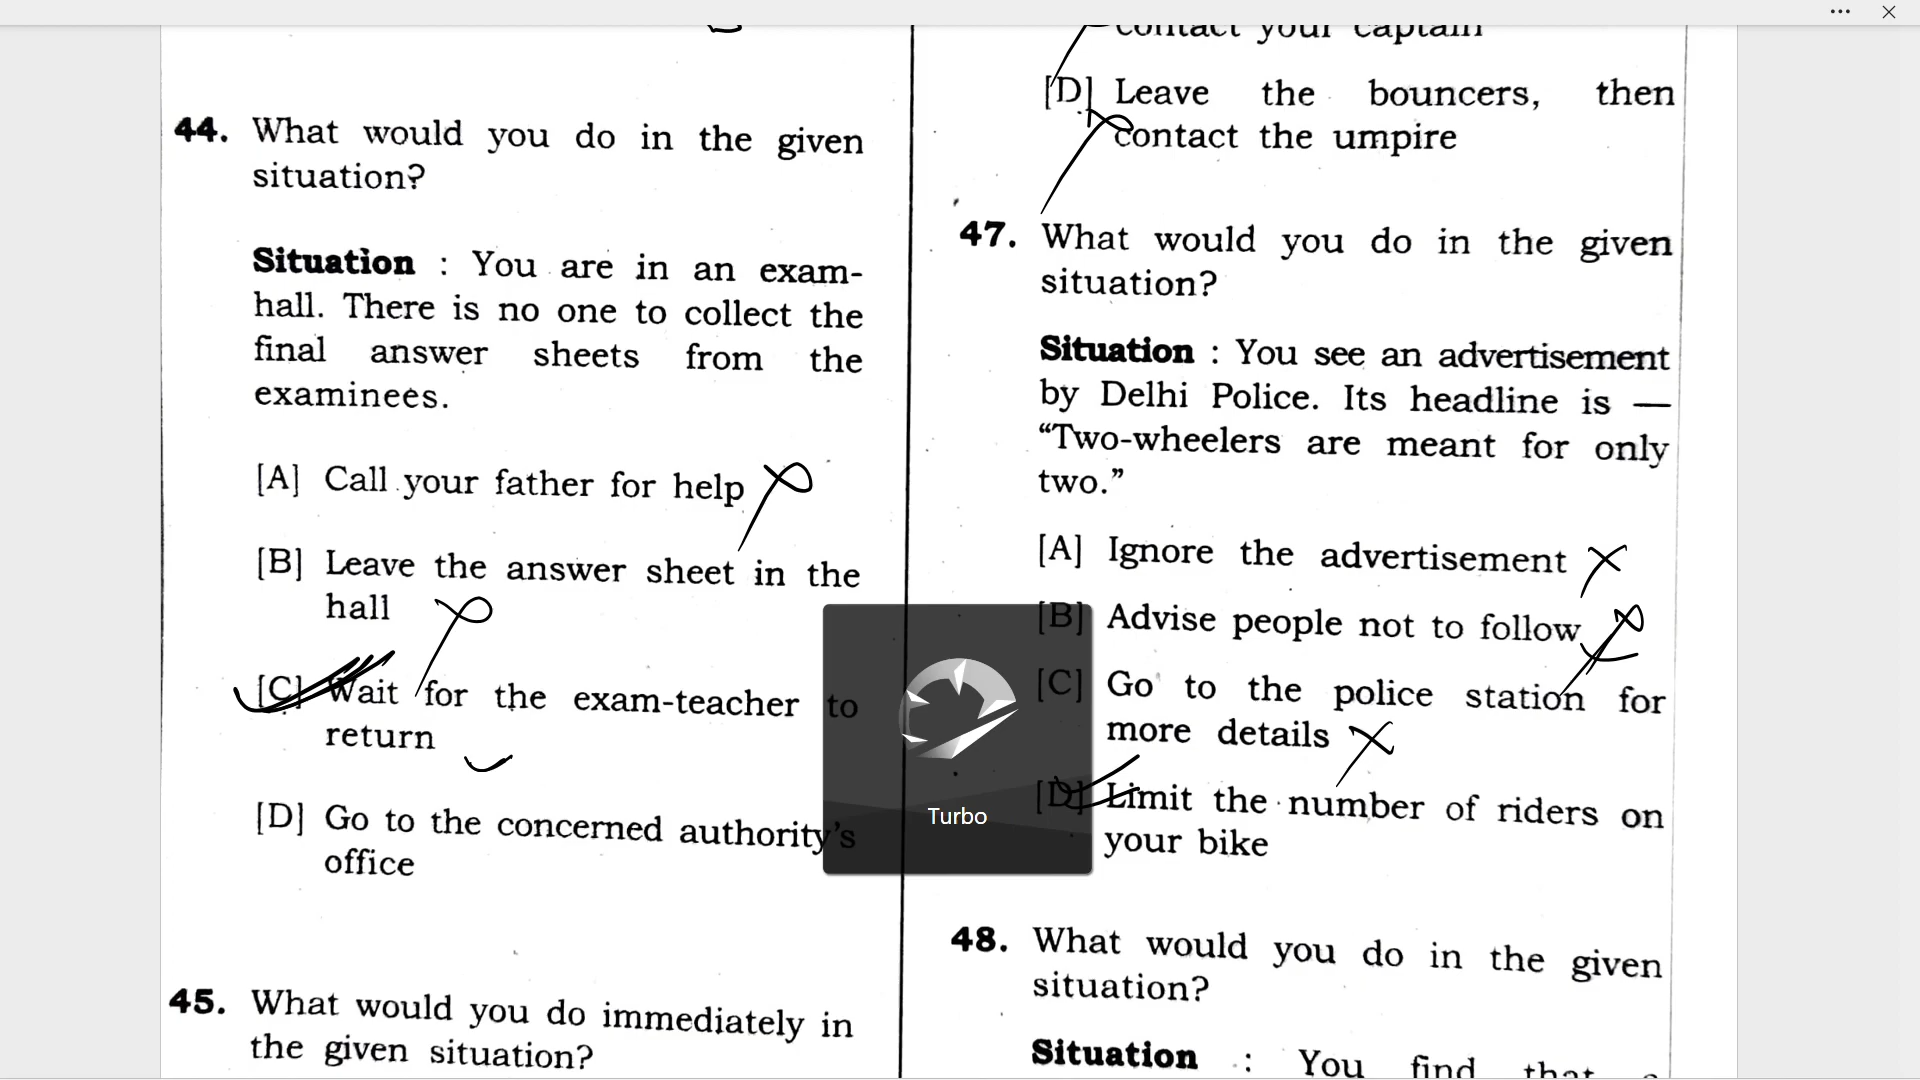 44. What would you do in the given
situation?
Situation : You are in an exam-
hall. There is no one to collect the
final answer sheets from the
examinees.
[A] Call your father for help
[B] Leave the answer sheet in the
hall
[C] Wait for the exam-teacher to
return
[D] Go to the concerned authority's
office
45. What would you do immediately in
the given situation?
contact your captain
[D] Leave the bouncers, then
contact the umpire
47. What would you do in the given
situation?
Situation : You see an advertisement
by Delhi Police. Its headline is —
“Two-wheelers are meant for only
two.”
[A] Ignore the advertisement
[B] Advise people not to follow
[C] Go to the police station for
more details
[D] Limit the number of riders on
your bike
48. What would you do in the given
situation?
Situation : You find that a
Turbo